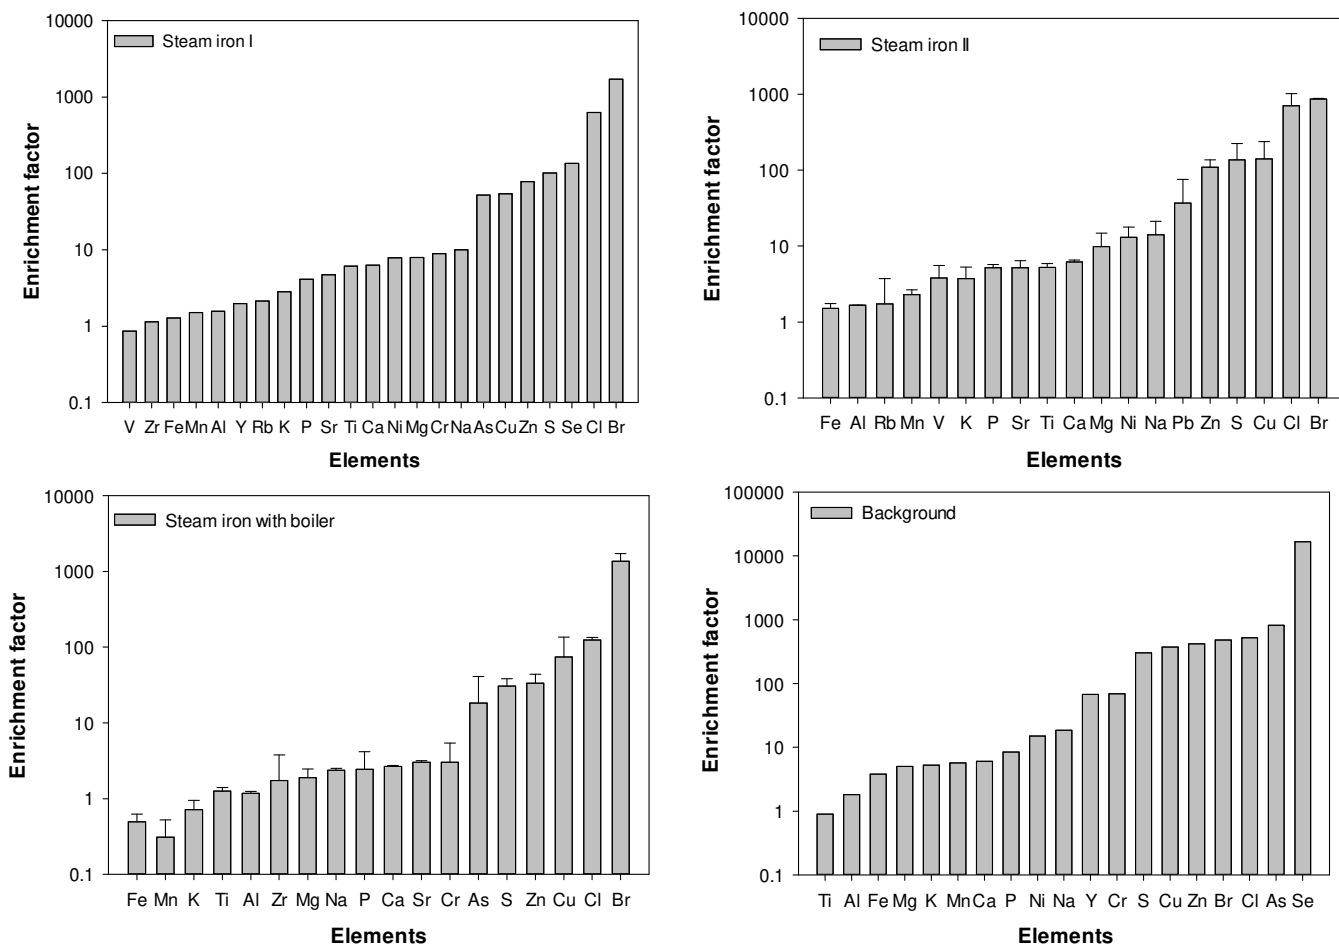 Steam iron I
Enrichment factor
10000
1000
100
10
1
0.1
V Zr Fe Mn Al Y Rb K P Sr Ti Ca Ni Mg Cr Na As Cu Zn S Se Cl Br
Elements
Steam iron II
Enrichment factor
10000
1000
100
10
1
0.1
Fe Al Rb Mn V K P Sr Ti Ca Mg Ni Na Pb Zn S Cu Cl Br
Elements
Steam iron with boiler
Enrichment factor
10000
1000
100
10
1
0.1
Fe Mn K Ti Al Zr Mg Na P Ca Sr Cr As S Zn Cu Cl Br
Elements
Background
Enrichment factor
100000
10000
1000
100
10
1
0.1
Ti Al Fe Mg K Mn Ca P Ni Na Y Cr S Cu Zn Br Cl As Se
Elements